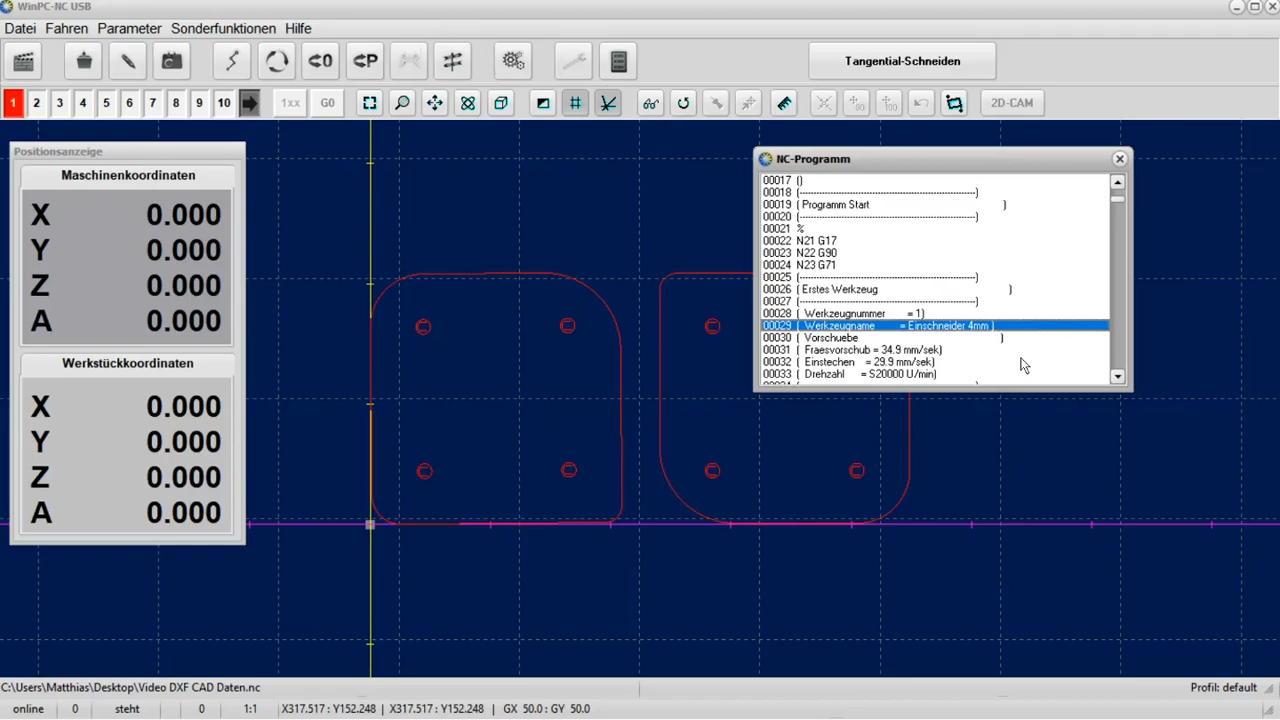 WinPC-NC USB
Datei Fahren Parameter Sonderfunktionen Hilfe
Tangential-Schneiden
1 2 3 4 5 6 7 8 9 10 1xx G0 2D-CAM
Positionsanzeige
Maschinenkoordinaten
X 0.000
Y 0.000
Z 0.000
A 0.000
Werkstückkoordinaten
X 0.000
Y 0.000
Z 0.000
A 0.000
NC-Programm
00017 ()
00018 (---------------------------------------------------------)
00019 ( Programm Start )
00020 (---------------------------------------------------------)
00021 %
00022 N21 G17
00023 N22 G90
00024 N23 G71
00025 (---------------------------------------------------------)
00026 ( Erstes Werkzeug )
00027 (---------------------------------------------------------)
00028 ( Werkzeugnummer = 1)
00029 ( Werkzeugname = Einschneider 4mm )
00030 ( Vorschuebe )
00031 ( Fraesvorschub = 34.9 mm/sek)
00032 ( Einstechen = 29.9 mm/sek)
00033 ( Drehzahl = S20000 U/min)
C:\Users\Matthias\Desktop\Video DXF CAD Daten.nc Profil: default
online 0 steht 0 1:1 X317.517 : Y152.248 | X317.517 : Y152.248 | GX 50.0 : GY 50.0